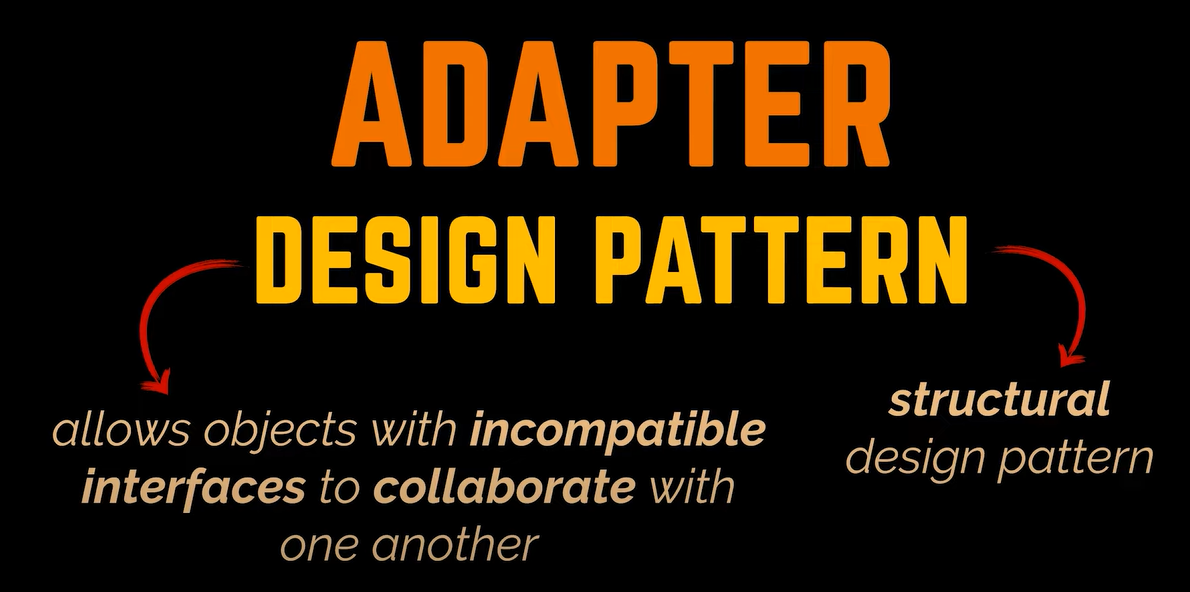 ADAPTER
DESIGN PATTERN
allows objects with incompatible
interfaces to collaborate with
one another
structural
design pattern